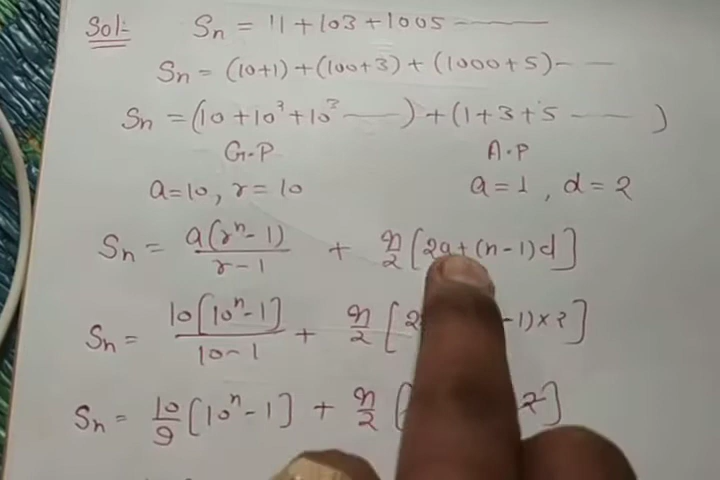 Sol:- Sn = 11 + 103 + 1005 ———
Sn = (10+1) + (100+3) + (1000+5) — —
Sn = (10 + 10² + 10³ ——) + (1 + 3 + 5 —— )
G.P A.P
a=10, r=10 a=1, d=2
Sn = a(rⁿ-1)/r-1 + n/2 [2a+(n-1)d]
Sn = 10[10ⁿ-1]/10-1 + n/2 [2 -1)×2]
Sn = 10/9 [10ⁿ-1] + n/2 [ 2]